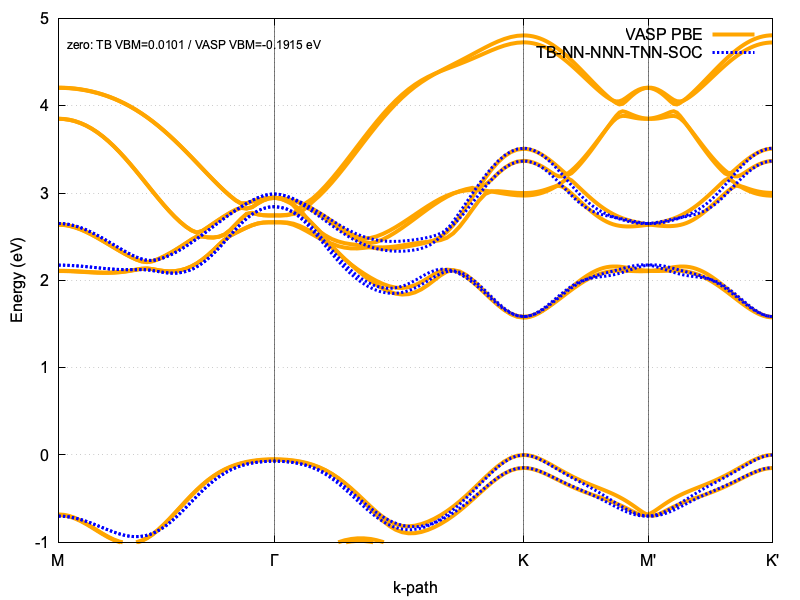 5
VASP PBE
zero: TB VBM=0.0101 / VASP VBM=-0.1915 eV
TB-NN-NNN-TNN-SOC
4
3
2
1
0
-1
Energy (eV)
M Γ K M' K'
k-path